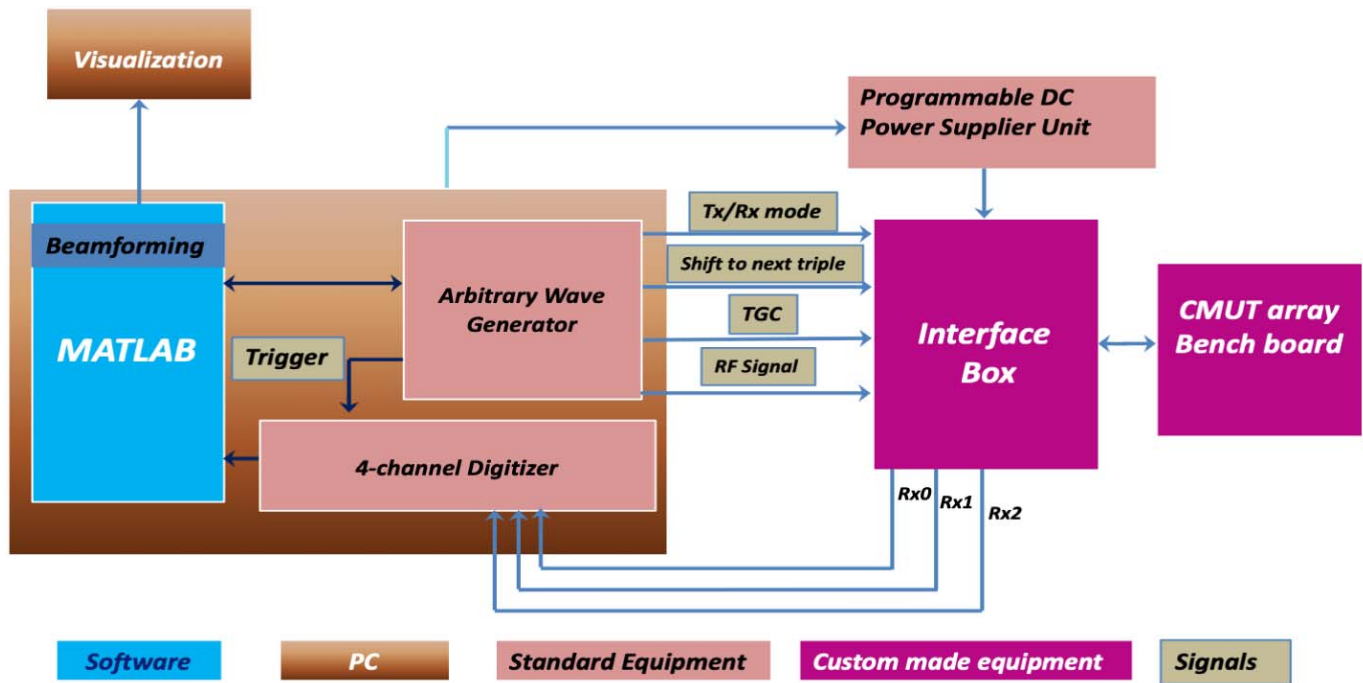 Visualization
Programmable DC
Power Supplier Unit
Beamforming
MATLAB
Trigger
Arbitrary Wave
Generator
4-channel Digitizer
Tx/Rx mode
Shift to next triple
TGC
RF Signal
Interface
Box
CMUT array
Bench board
Rx0
Rx1
Rx2
Software
PC
Standard Equipment
Custom made equipment
Signals